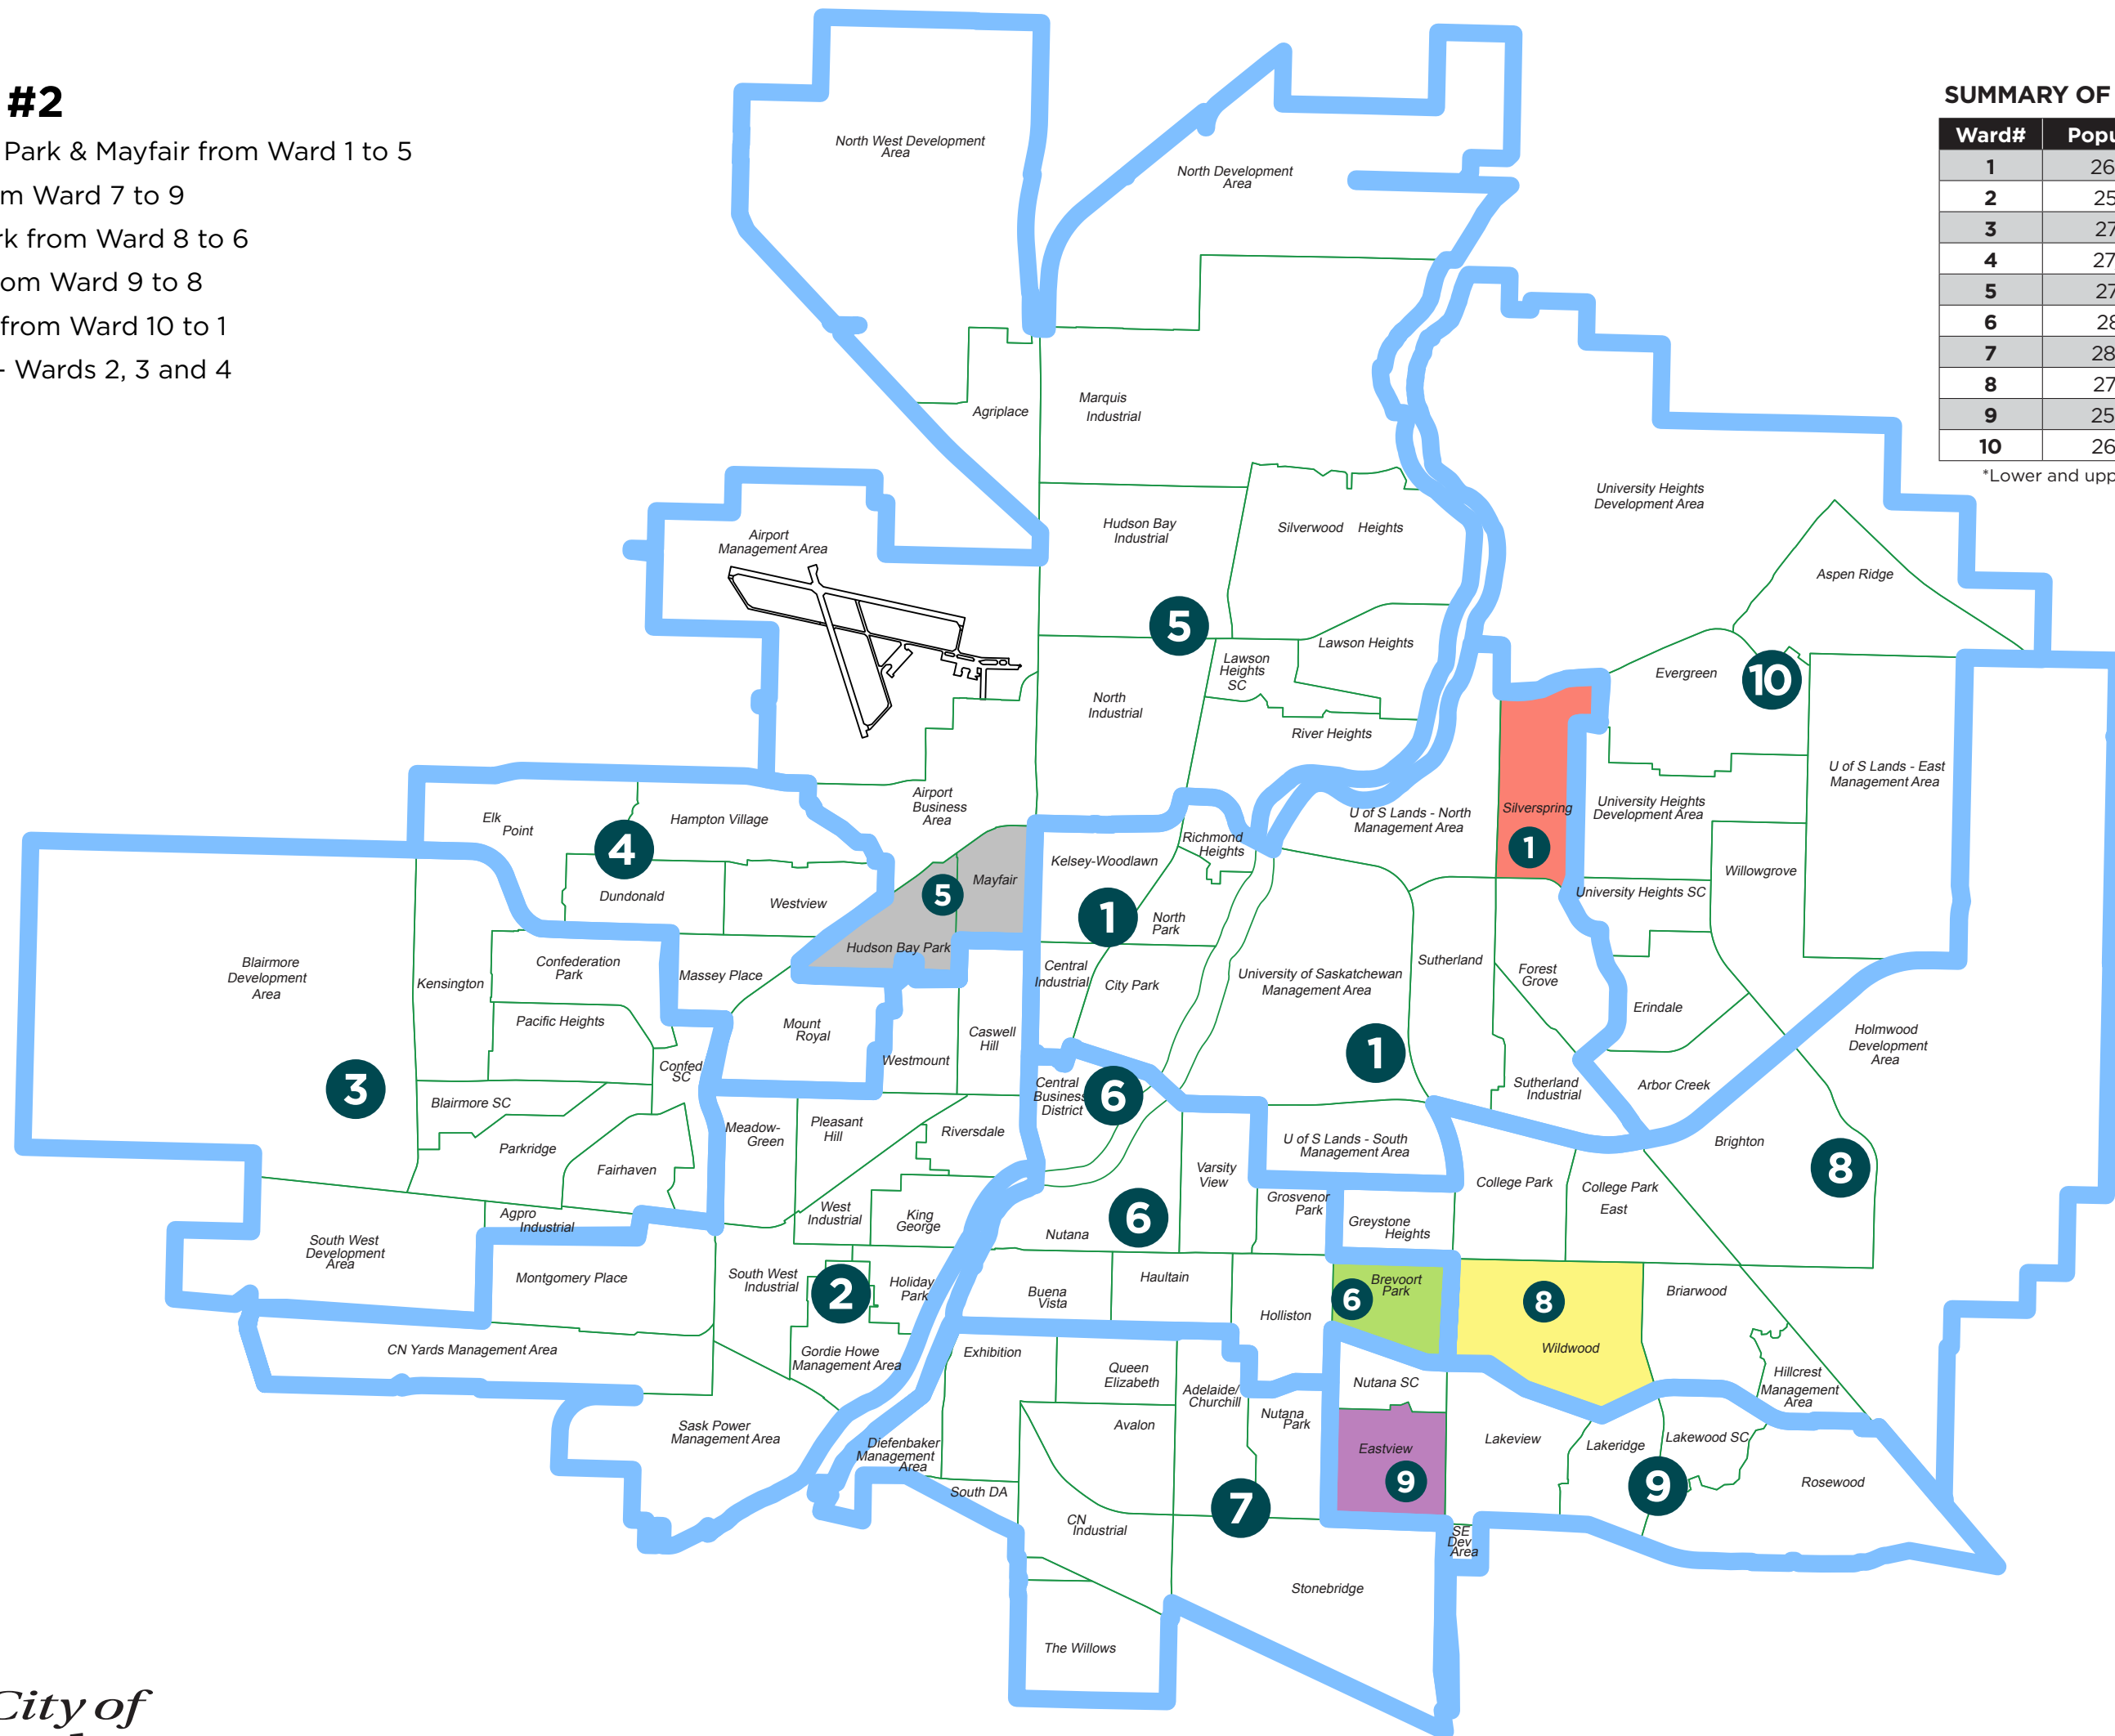 #2
Park & Mayfair from Ward 1 to 5
m Ward 7 to 9
rk from Ward 8 to 6
om Ward 9 to 8
from Ward 10 to 1
- Wards 2, 3 and 4
SUMMARY OF
Ward# Popu
1 26
2 25
3 27
4 27
5 27
6 28
7 28
8 27
9 25
10 26
*Lower and upp
North West Development
Area
North Development
Area
Agriplace
Marquis
Industrial
University Heights
Development Area
Hudson Bay
Industrial
Silverwood Heights
Airport
Management Area
Aspen Ridge
5
Lawson Heights
Lawson
Heights
SC
Evergreen
10
North
Industrial
River Heights
U of S Lands - East
Management Area
Airport
Business
Area
Elk
Point
Hampton Village
4
U of S Lands - North
Management Area
Silverspring
1
University Heights
Development Area
Richmond
Heights
Kelsey-Woodlawn
Mayfair
5
Willowgrove
Dundonald
Westview
University Heights SC
1
North
Park
Hudson Bay Park
Blairmore
Development
Area
Kensington
Confederation
Park
Massey Place
Central
Industrial
City Park
University of Saskatchewan
Management Area
Sutherland
Forest
Grove
Erindale
Pacific Heights
Mount
Royal
Caswell
Hill
Westmount
Holmwood
Development
Area
3
Confed
SC
1
Central
Business
District
6
Sutherland
Industrial
Arbor Creek
Blairmore SC
Parkridge
Fairhaven
Meadow-
Green
Pleasant
Hill
Riversdale
U of S Lands - South
Management Area
Brighton
8
Varsity
View
College Park
College Park
East
Grosvenor
Park
Greystone
Heights
Agpro
Industrial
West
Industrial
King
George
Nutana
6
South West
Development
Area
Montgomery Place
South West
Industrial
2
Holiday
Park
Buena
Vista
Haultain
Holliston
6
Brevoort
Park
8
Wildwood
Briarwood
CN Yards Management Area
Gordie Howe
Management Area
Exhibition
Queen
Elizabeth
Adelaide/
Churchill
Nutana SC
Hillcrest
Management
Area
Sask Power
Management Area
Avalon
Nutana
Park
Eastview
9
Lakeview
Lakeridge
Lakewood SC
9
Rosewood
Diefenbaker
Management
Area
South DA
7
CN
Industrial
SE
Dev
Area
Stonebridge
The Willows
City of